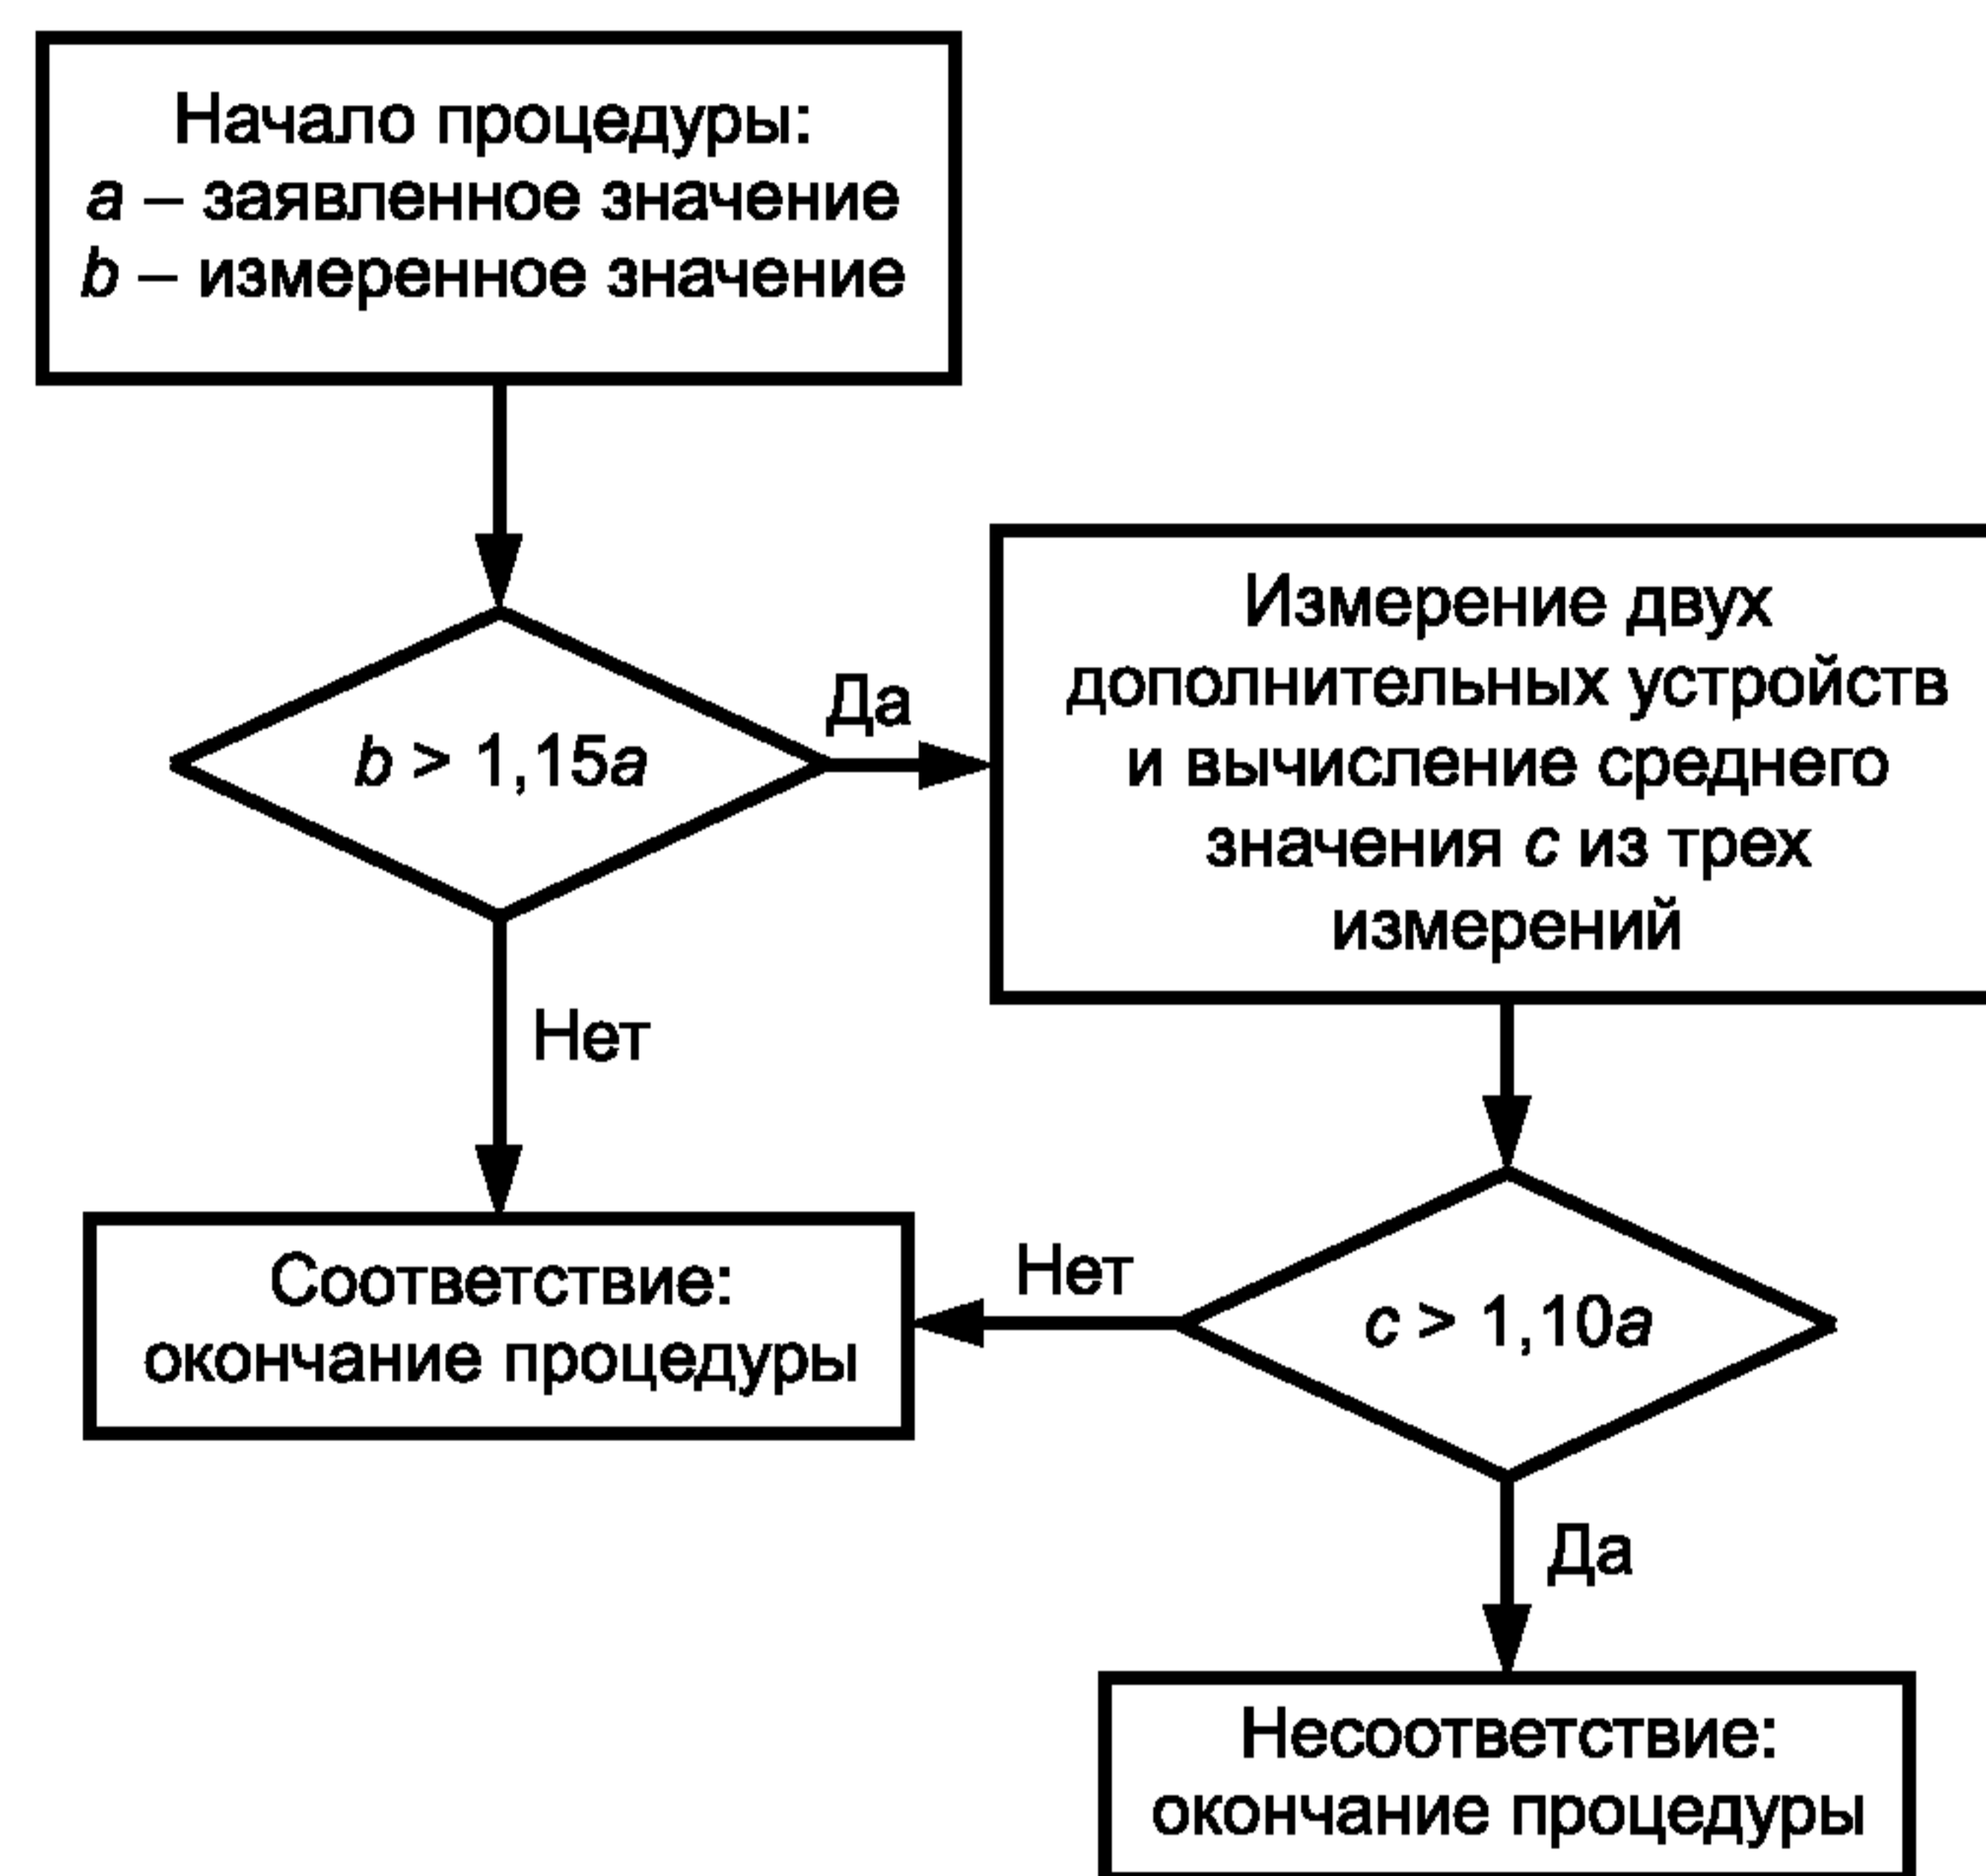 Начало процедуры:
a – заявленное значение
b – измеренное значение
b > 1,15a
Да
Измерение двух
дополнительных устройств
и вычисление среднего
значения c из трех
измерений
Нет
Соответствие:
окончание процедуры
Нет
c > 1,10a
Да
Несоответствие:
окончание процедуры